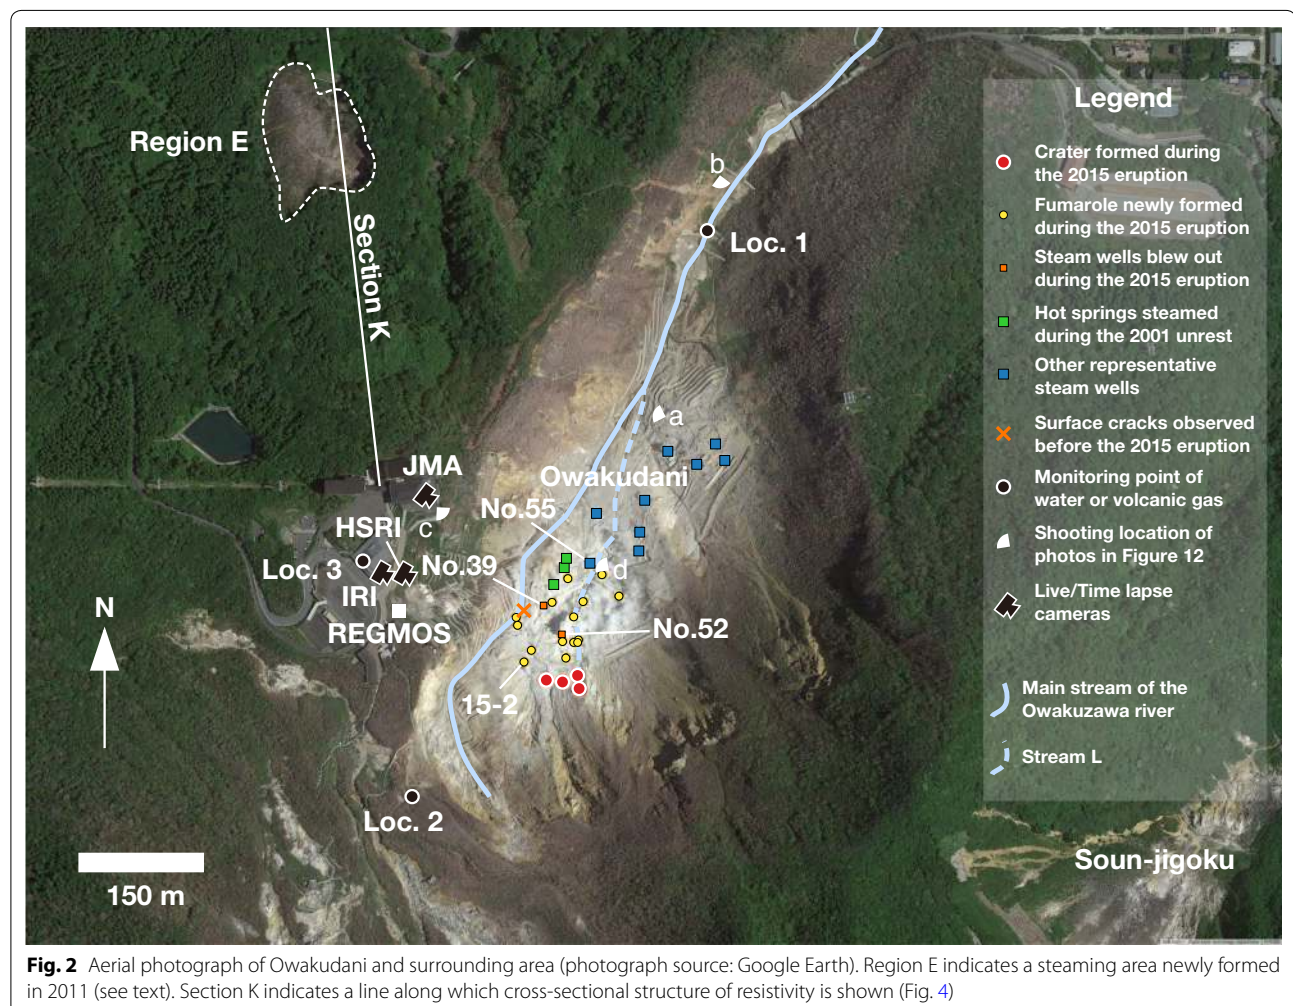 Region E
Section K
b
Loc. 1
a
Owakudani
JMA
c
No.55
HSRI
No.39
d
Loc. 3
IRI
REGMOS
No.52
15-2
Loc. 2
N
150 m
Soun-jigoku
Legend
Crater formed during
the 2015 eruption
Fumarole newly formed
during the 2015 eruption
Steam wells blew out
during the 2015 eruption
Hot springs steamed
during the 2001 unrest
Other representative
steam wells
Surface cracks observed
before the 2015 eruption
Monitoring point of
water or volcanic gas
Shooting location of
photos in Figure 12
Live/Time lapse
cameras
Main stream of the
Owakuzawa river
Stream L
Fig. 2 Aerial photograph of Owakudani and surrounding area (photograph source: Google Earth). Region E indicates a steaming area newly formed
in 2011 (see text). Section K indicates a line along which cross-sectional structure of resistivity is shown (Fig. 4)